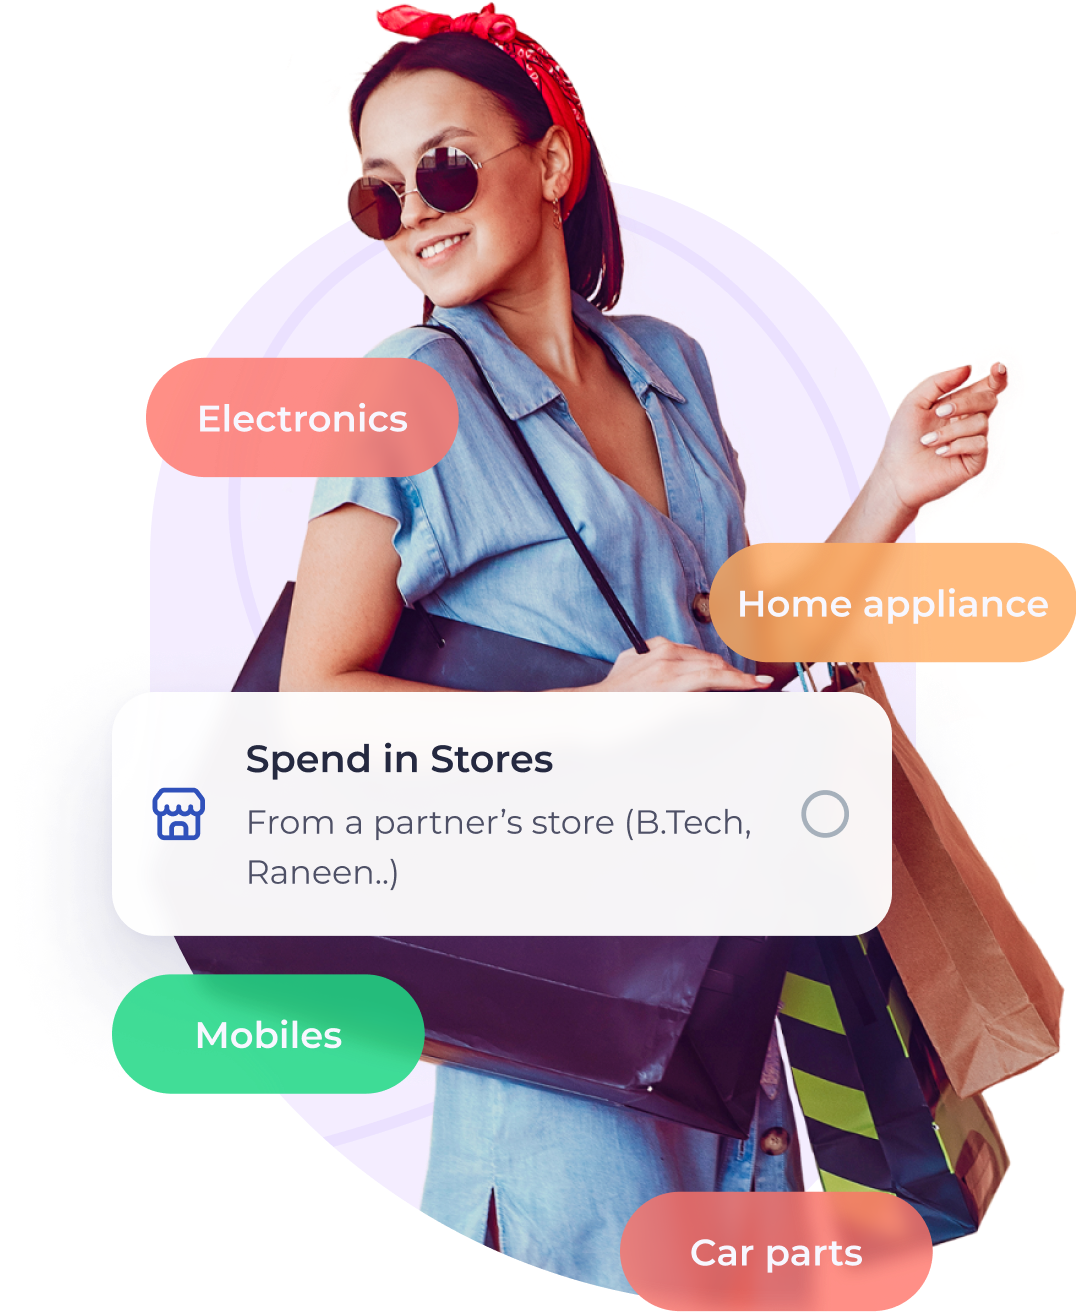 Electronics
Home appliance
Spend in Stores
From a partner’s store (B.Tech,
Raneen..)
Mobiles
Car parts